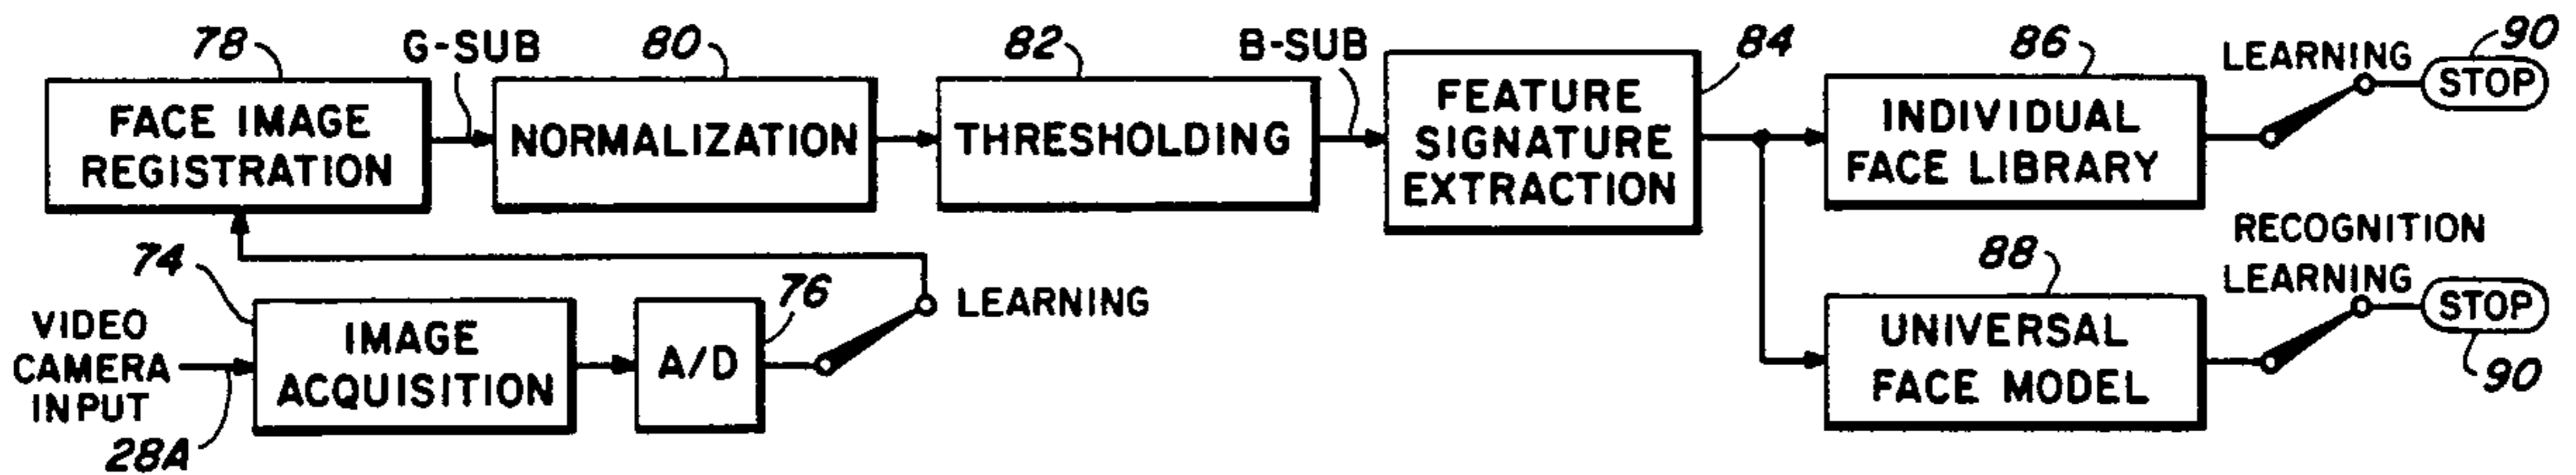 78
G-SUB
80
82
B-SUB
84
86
LEARNING
90
STOP
FACE IMAGE
REGISTRATION
NORMALIZATION
THRESHOLDING
FEATURE
SIGNATURE
EXTRACTION
INDIVIDUAL
FACE LIBRARY
74
VIDEO
CAMERA
INPUT
28A
IMAGE
ACQUISITION
76
A/D
LEARNING
88
RECOGNITION
LEARNING
STOP
90
UNIVERSAL
FACE MODEL